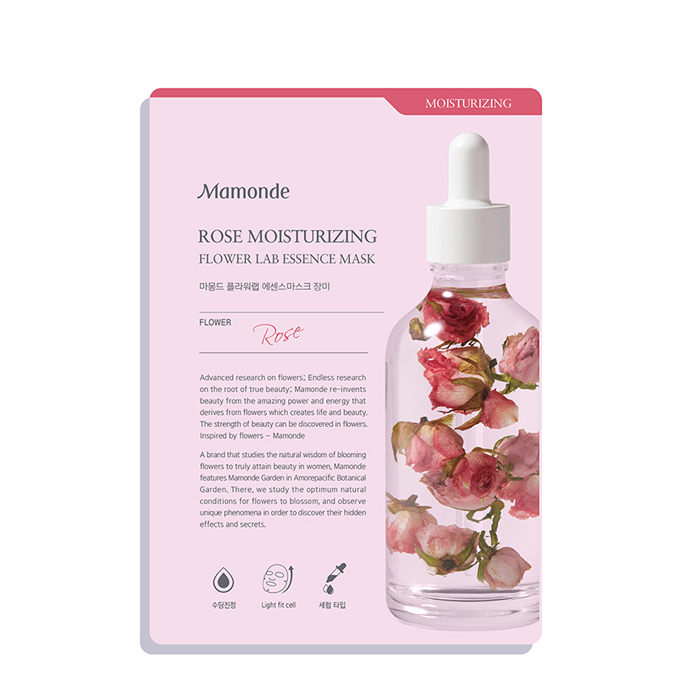 MOISTURIZING
Mamonde
ROSE MOISTURIZING
FLOWER LAB ESSENCE MASK
마몽드 플라워랩 에센스마스크 장미
FLOWER
Rose
Advanced research on flowers; Endless research
on the root of true beauty; Mamonde re-invents
beauty from the amazing power and energy that
derives from flowers which creates life and beauty.
The strength of beauty can be discovered in flowers.
Inspired by flowers - Mamonde
A brand that studies the natural wisdom of blooming
flowers to truly attain beauty in women, Mamonde
features Mamonde Garden in Amorepacific Botanical
Garden. There, we study the optimum natural
conditions for flowers to blossom, and observe
unique phenomena in order to discover their hidden
effects and secrets.
수딩진정
Light fit cell
세럼 타입